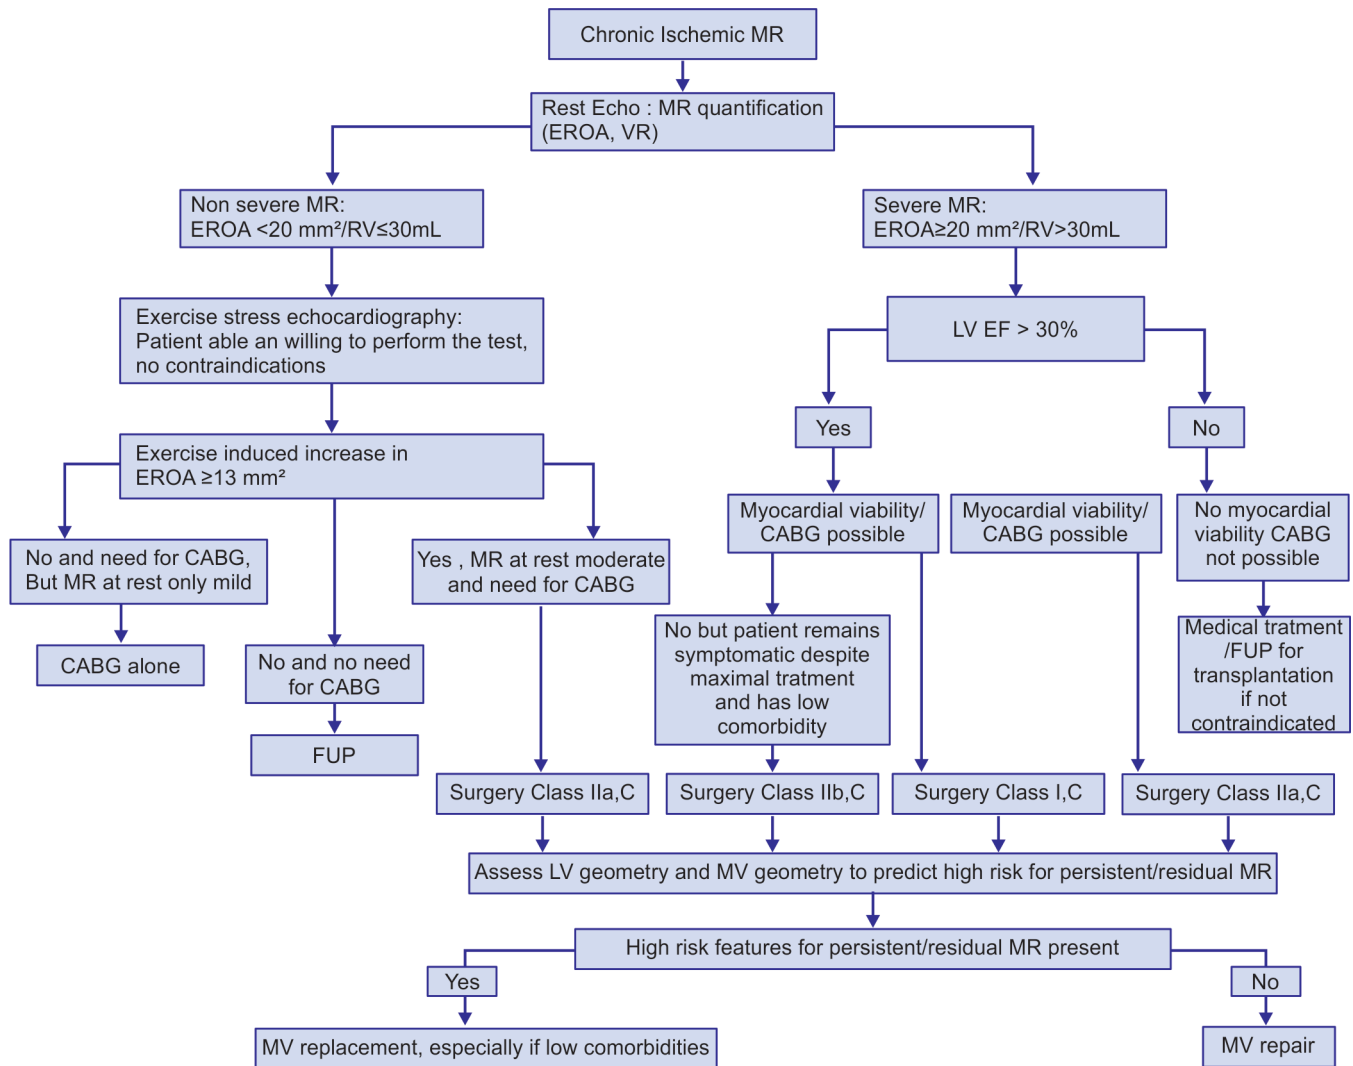 Chronic Ischemic MR
Rest Echo : MR quantification
(EROA, VR)
Non severe MR:
EROA <20 mm²/RV≤30mL
Severe MR:
EROA≥20 mm²/RV>30mL
Exercise stress echocardiography:
Patient able an willing to perform the test,
no contraindications
LV EF > 30%
Yes
No
Exercise induced increase in
EROA ≥13 mm²
Myocardial viability/
CABG possible
Myocardial viability/
CABG possible
No myocardial
viability CABG
not possible
No and need for CABG,
But MR at rest only mild
Yes , MR at rest moderate
and need for CABG
No but patient remains
symptomatic despite
maximal tratment
and has low
comorbidity
Medical tratment
/FUP for
transplantation
if not
contraindicated
CABG alone
No and no need
for CABG
FUP
Surgery Class IIa,C
Surgery Class IIb,C
Surgery Class I,C
Surgery Class IIa,C
Assess LV geometry and MV geometry to predict high risk for persistent/residual MR
High risk features for persistent/residual MR present
Yes
No
MV replacement, especially if low comorbidities
MV repair